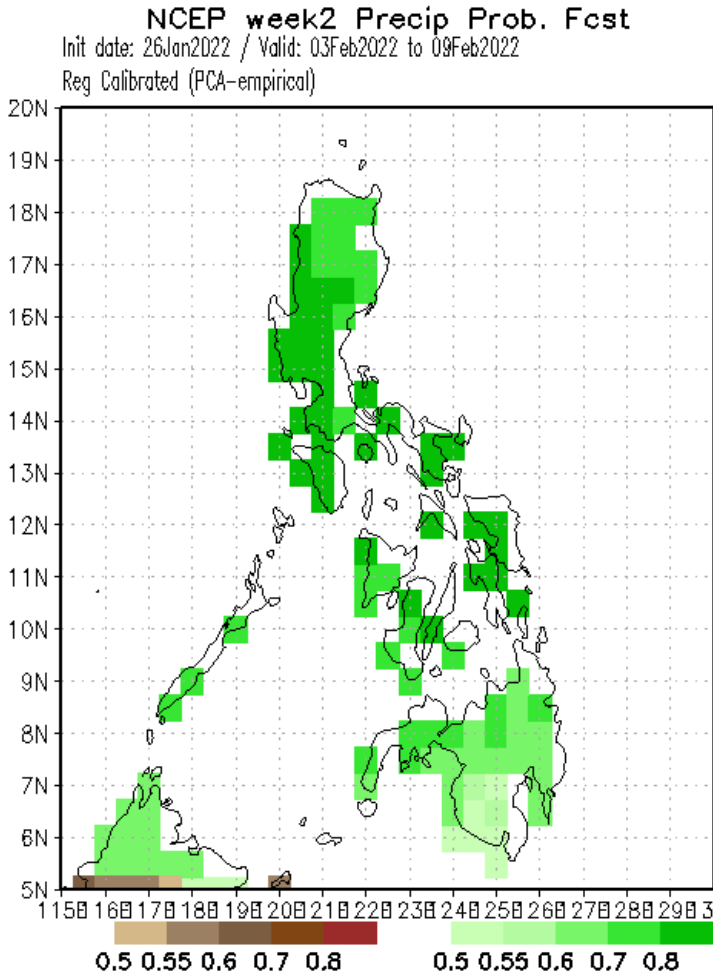 NCEP week2 Precip Prob. Fcst
Init date: 26Jan2022 / Valid: 03Feb2022 to 09Feb2022
Reg Calibrated (PCA-empirical)
20N
19N
18N
17N
16N
15N
14N
13N
12N
11N
10N
9N
8N
7N
6N
5N
0.5 0.55 0.6 0.7 0.8 0.5 0.55 0.6 0.7 0.8